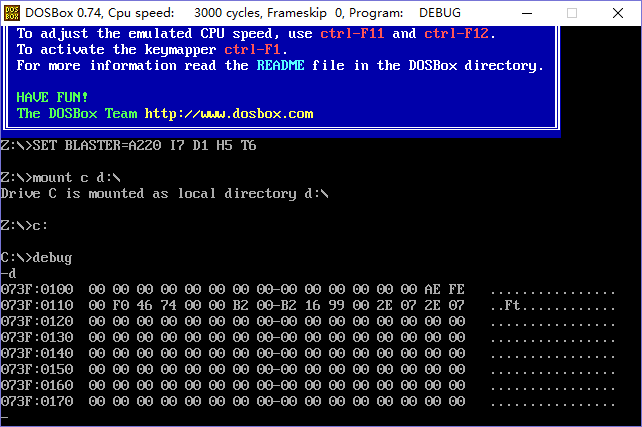 DOSBox 0.74, Cpu speed: 3000 cycles, Frameskip 0, Program: DEBUG
To adjust the emulated CPU speed, use ctrl-F11 and ctrl-F12.
To activate the keymapper ctrl-F1.
For more information read the README file in the DOSBox directory.
HAVE FUN!
The DOSBox Team http://www.dosbox.com
Z:\>SET BLASTER=A220 I7 D1 H5 T6
Z:\>mount c d:\
Drive C is mounted as local directory d:\
Z:\>c:
C:\>debug
-d
073F:0100  00 00 00 00 00 00 00 00-00 00 00 00 00 00 AE FE   ................
073F:0110  00 F0 46 74 00 00 B2 00-B2 16 99 00 2E 07 2E 07   ..Ft............
073F:0120  00 00 00 00 00 00 00 00-00 00 00 00 00 00 00 00   ................
073F:0130  00 00 00 00 00 00 00 00-00 00 00 00 00 00 00 00   ................
073F:0140  00 00 00 00 00 00 00 00-00 00 00 00 00 00 00 00   ................
073F:0150  00 00 00 00 00 00 00 00-00 00 00 00 00 00 00 00   ................
073F:0160  00 00 00 00 00 00 00 00-00 00 00 00 00 00 00 00   ................
073F:0170  00 00 00 00 00 00 00 00-00 00 00 00 00 00 00 00   ................
-